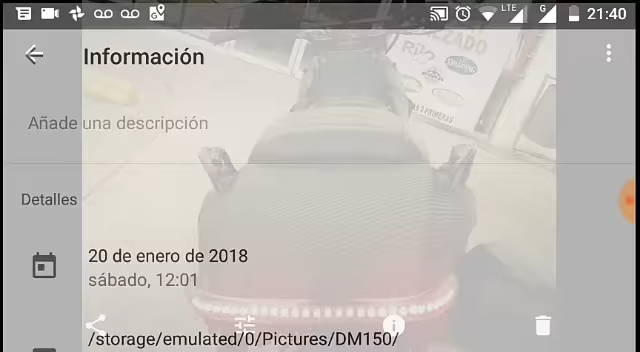 LTE G 21:40
Información
Añade una descripción
Detalles
20 de enero de 2018
sábado, 12:01
/storage/emulated/0/Pictures/DM150/